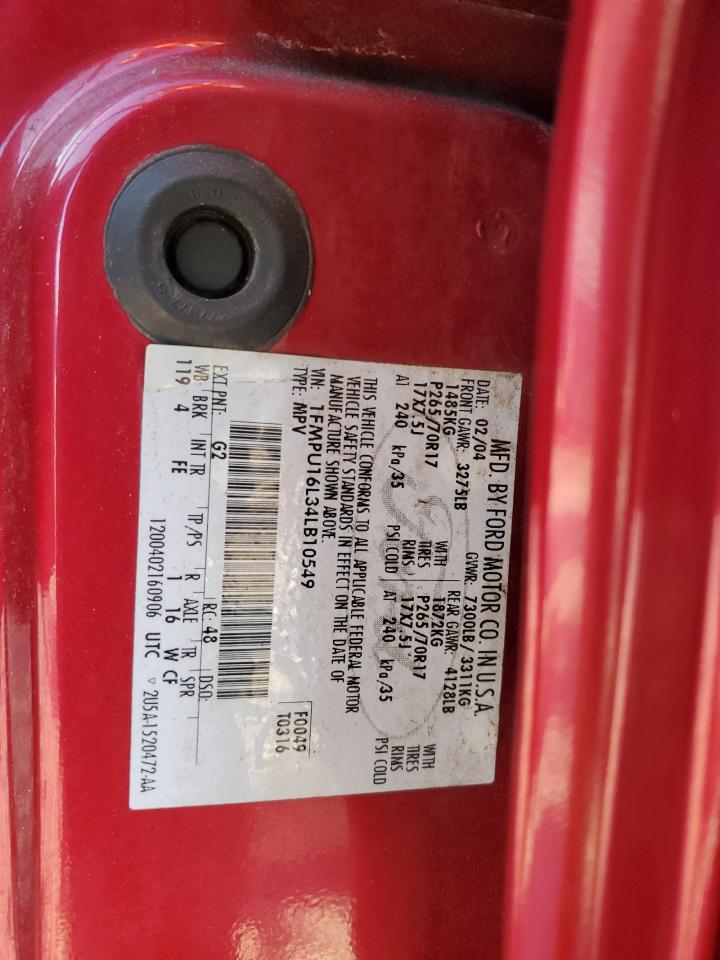 MFD. BY FORD MOTOR CO. IN U.S.A.
DATE: 02/04 GVWR: 7300LB / 3311KG
FRONT GAWR: 3275LB REAR GAWR: 4128LB
1485KG WITH 1872KG WITH
P265/70R17 TIRES P265/70R17 TIRES
17X7.5J RIMS 17X7.5J RIMS
AT 240 kPa/35 PSI COLD AT 240 kPa/35 PSI COLD
THIS VEHICLE CONFORMS TO ALL APPLICABLE FEDERAL MOTOR
VEHICLE SAFETY STANDARDS IN EFFECT ON THE DATE OF
MANUFACTURE SHOWN ABOVE.
VIN: 1FMPU16L34LB10549
TYPE: MPV
F0049
T0316
EXT PNT: G2 RC: 48 DSO:
WB BRK INT TR TP/PS R AXLE TR SPR
119 4 FE 1 16 W CF
1200402160906 UTC ▽ 2U5A-1520472-AA